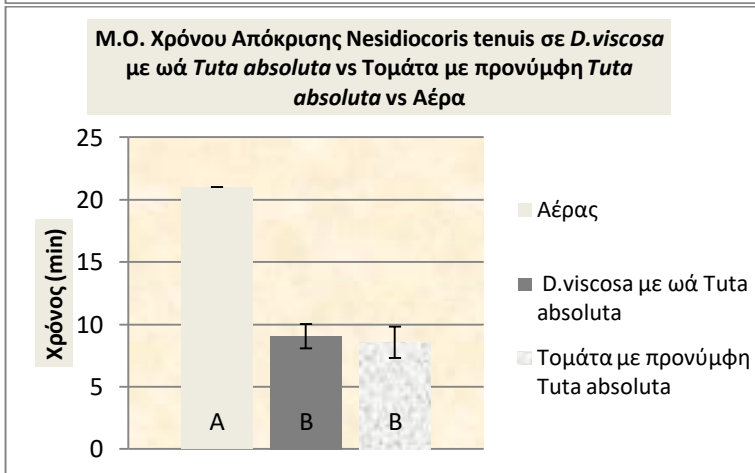 Μ.Ο. Χρόνου Απόκρισης Nesidiocoris tenuis σε D.viscosa
με ωά Tuta absoluta vs Τομάτα με προνύμφη Tuta
absoluta vs Αέρα
25
20
15
10
5
0
Χρόνος (min)
A
B
B
Αέρας
D.viscosa με ωά Tuta
absoluta
Τομάτα με προνύμφη
Tuta absoluta